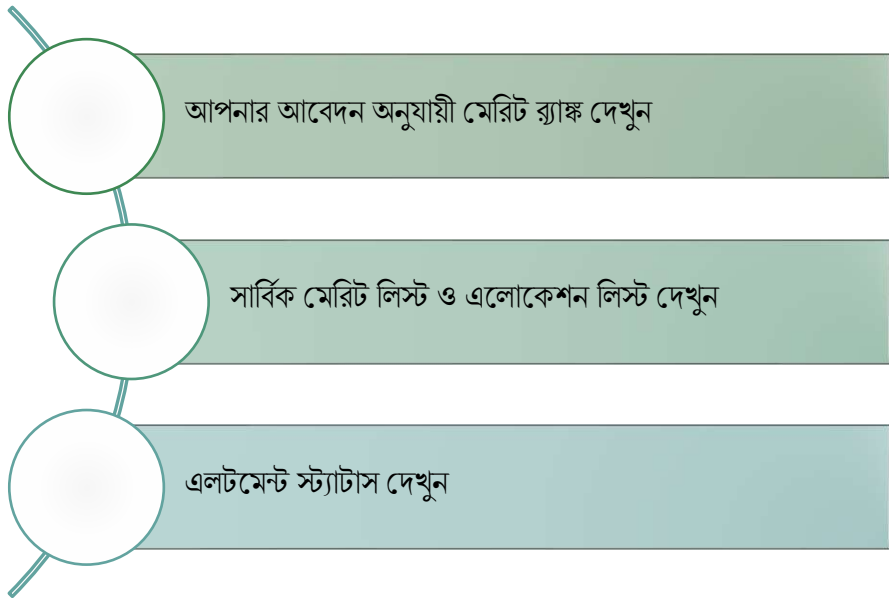 আপনার আবেদন অনুযায়ী মেরিট র‍্যাঙ্ক দেখুন
সার্বিক মেরিট লিস্ট ও এলোকেশন লিস্ট দেখুন
এলটমেন্ট স্ট্যাটাস দেখুন